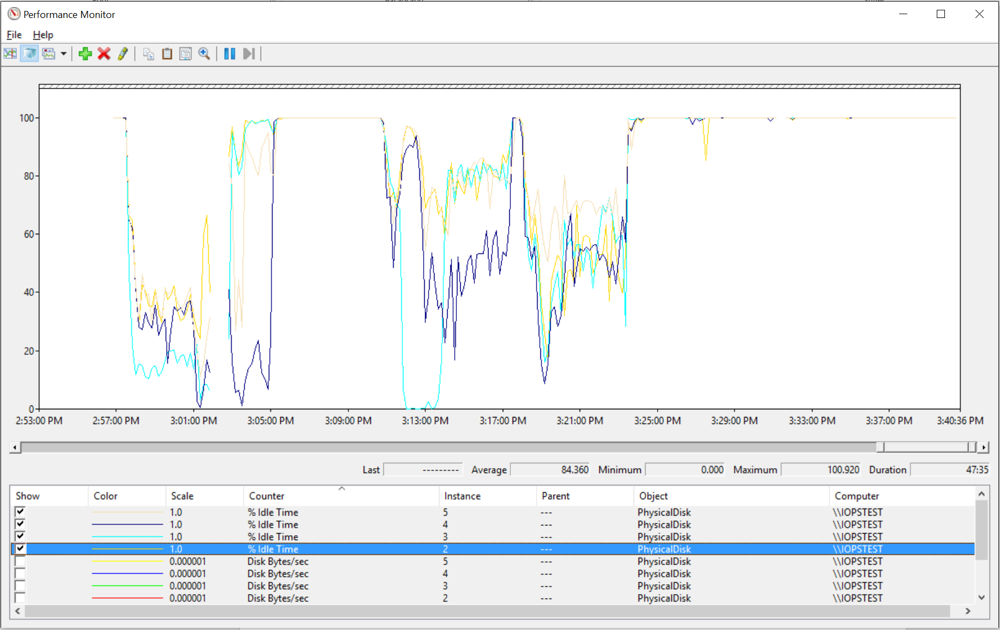 Performance Monitor
File Help
100
80
60
40
20
0
2:53:00 PM 2:57:00 PM 3:01:00 PM 3:05:00 PM 3:09:00 PM 3:13:00 PM 3:17:00 PM 3:21:00 PM 3:25:00 PM 3:29:00 PM 3:33:00 PM 3:37:00 PM 3:40:36 PM
Last --------- Average 84.360 Minimum 0.000 Maximum 100.920 Duration 47:35
Show Color Scale Counter Instance Parent Object Computer
1.0 % Idle Time 5 --- PhysicalDisk \\IOPSTEST
1.0 % Idle Time 4 --- PhysicalDisk \\IOPSTEST
1.0 % Idle Time 3 --- PhysicalDisk \\IOPSTEST
1.0 % Idle Time 2 --- PhysicalDisk \\IOPSTEST
0.000001 Disk Bytes/sec 5 --- PhysicalDisk \\IOPSTEST
0.000001 Disk Bytes/sec 4 --- PhysicalDisk \\IOPSTEST
0.000001 Disk Bytes/sec 3 --- PhysicalDisk \\IOPSTEST
0.000001 Disk Bytes/sec 2 --- PhysicalDisk \\IOPSTEST